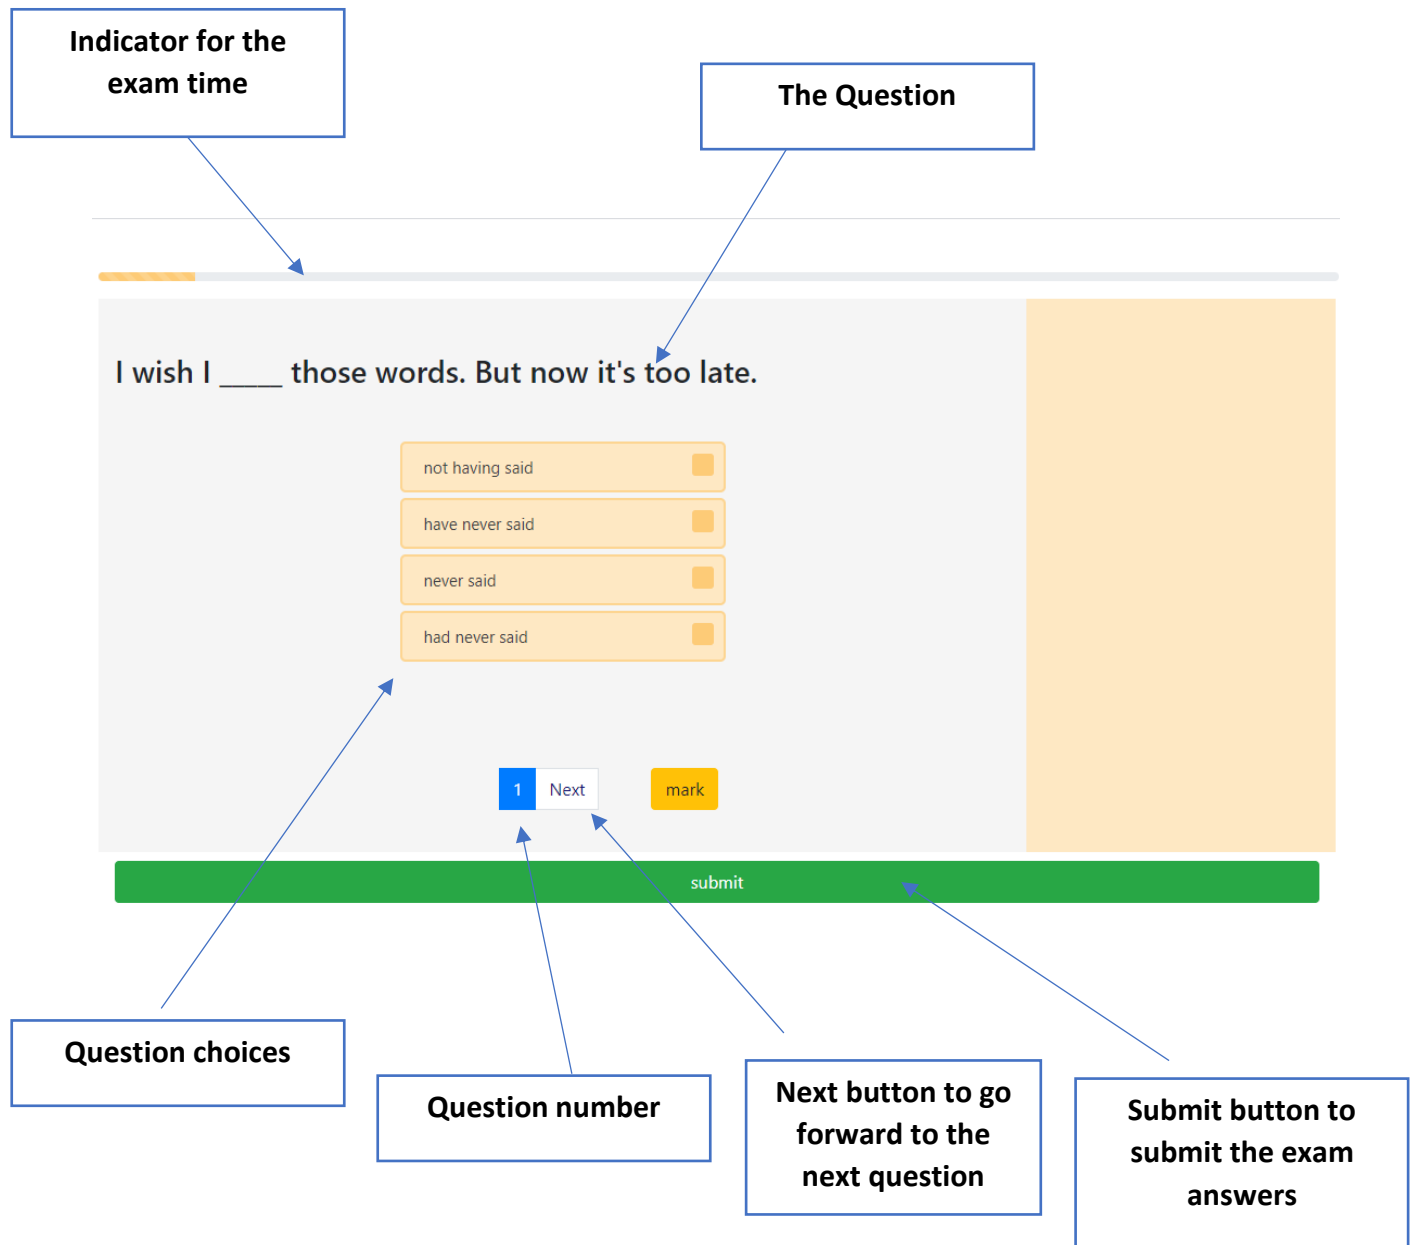 Indicator for the
exam time
The Question
I wish I _____ those words. But now it's too late.
not having said
have never said
never said
had never said
1 Next mark
submit
Question choices
Question number
Next button to go
forward to the
next question
Submit button to
submit the exam
answers